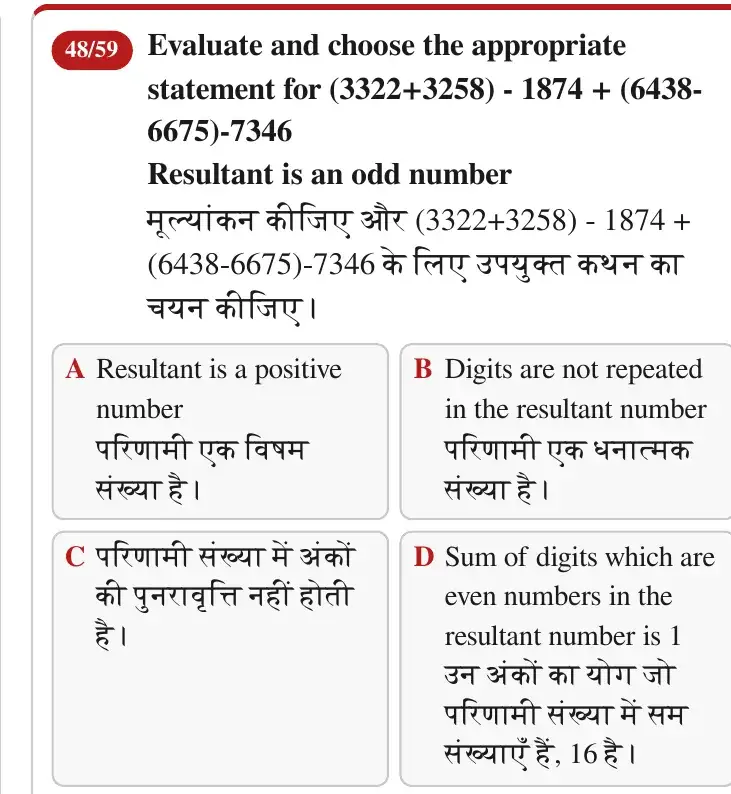 48/59 Evaluate and choose the appropriate
statement for (3322+3258) - 1874 + (6438-
6675)-7346
Resultant is an odd number
मूल्यांकन कीजिए और (3322+3258) - 1874 +
(6438-6675)-7346 के लिए उपयुक्त कथन का
चयन कीजिए।
A Resultant is a positive
number
परिणामी एक विषम
संख्या है।
B Digits are not repeated
in the resultant number
परिणामी एक धनात्मक
संख्या है।
C परिणामी संख्या में अंकों
की पुनरावृत्ति नहीं होती
है।
D Sum of digits which are
even numbers in the
resultant number is 1
उन अंकों का योग जो
परिणामी संख्या में सम
संख्याएँ हैं, 16 है।